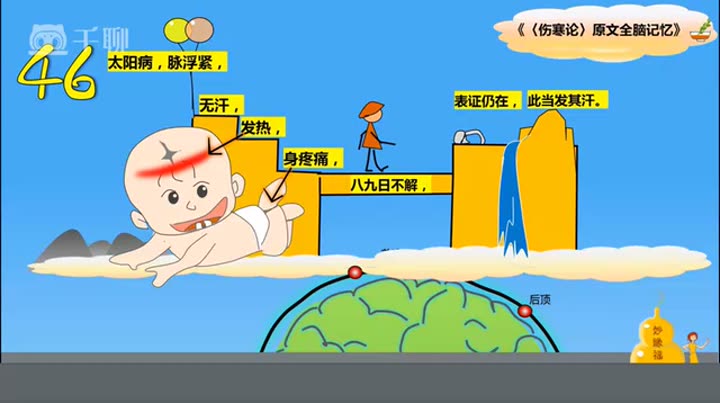 千聊
《〈伤寒论〉原文全脑记忆》
46
太阳病，脉浮紧，
无汗，
发热，
身疼痛，
八九日不解，
表证仍在，
此当发其汗。
后顶
妙
缘
福